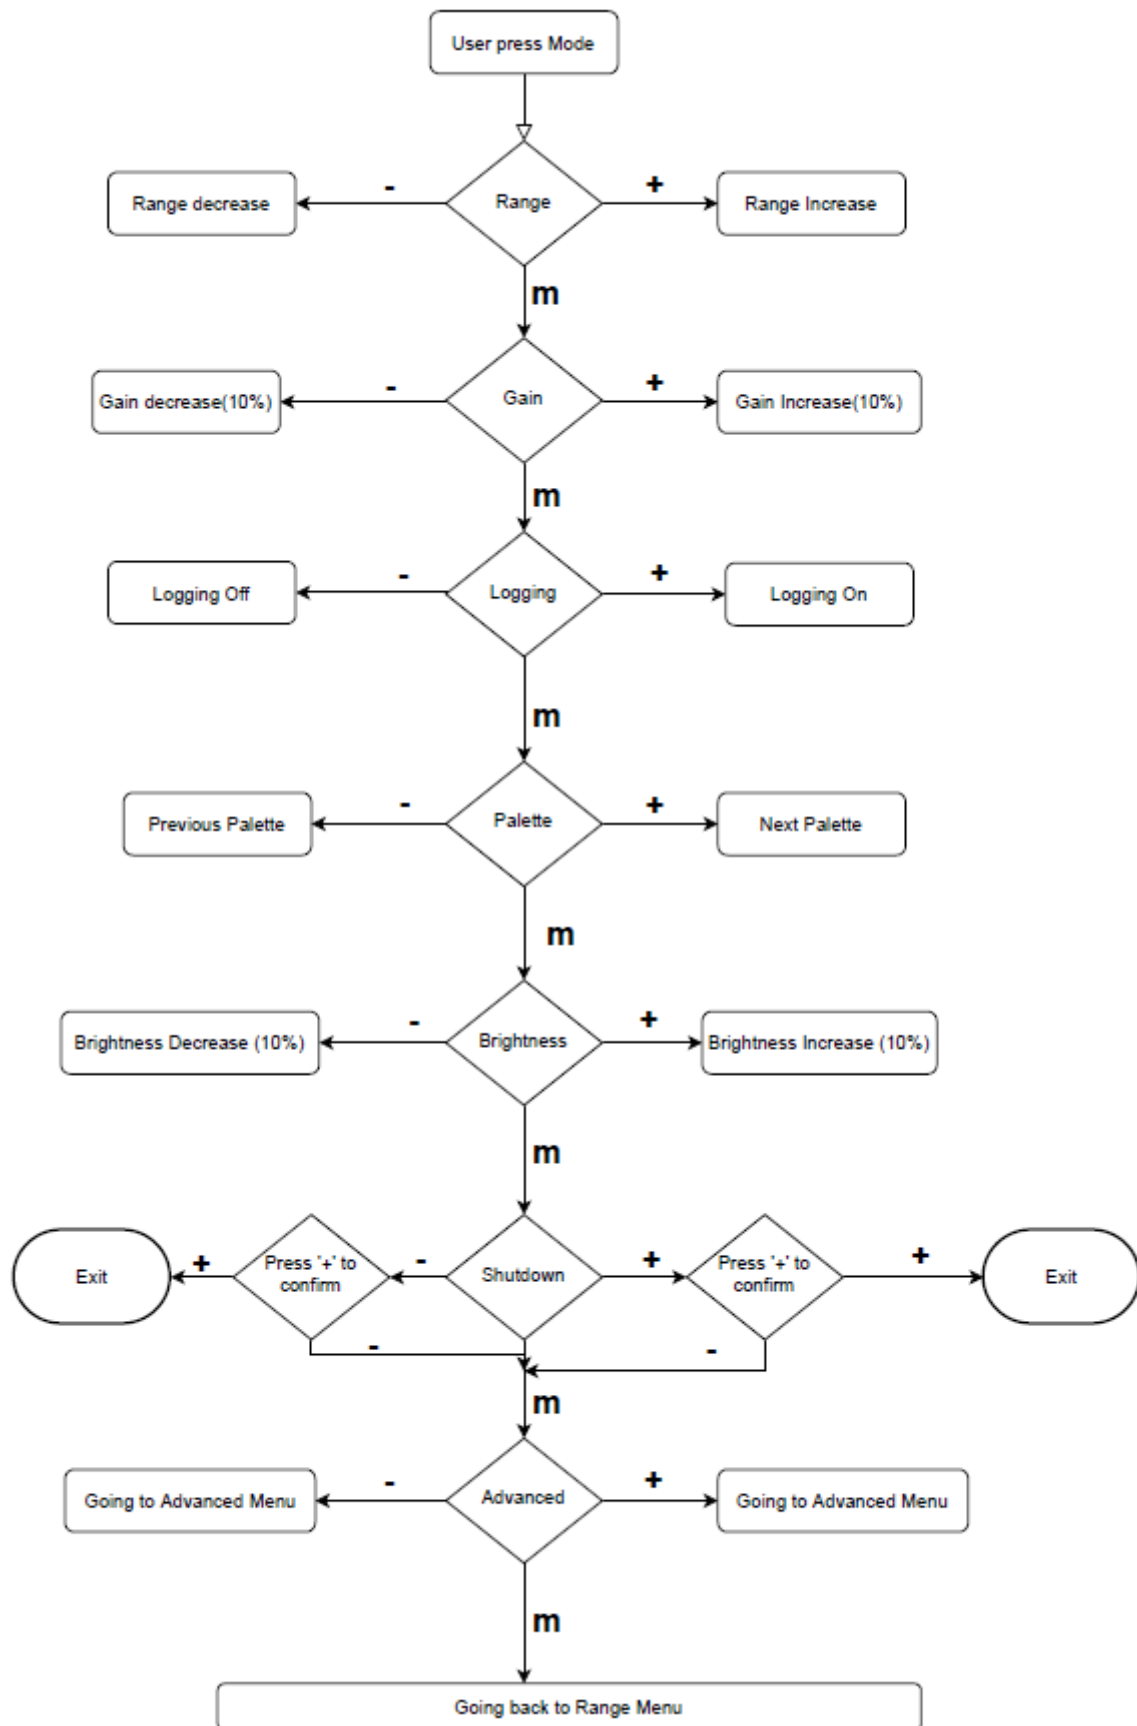 User press Mode
-
+
Range decrease
Range
Range Increase
m
-
+
Gain decrease(10%)
Gain
Gain Increase(10%)
m
-
+
Logging Off
Logging
Logging On
m
-
+
Previous Palette
Palette
Next Palette
m
-
+
Brightness Decrease (10%)
Brightness
Brightness Increase (10%)
m
Exit
+
Press '+' to
confirm
-
Shutdown
+
Press '+' to
confirm
+
Exit
-
-
m
-
+
Going to Advanced Menu
Advanced
Going to Advanced Menu
m
Going back to Range Menu